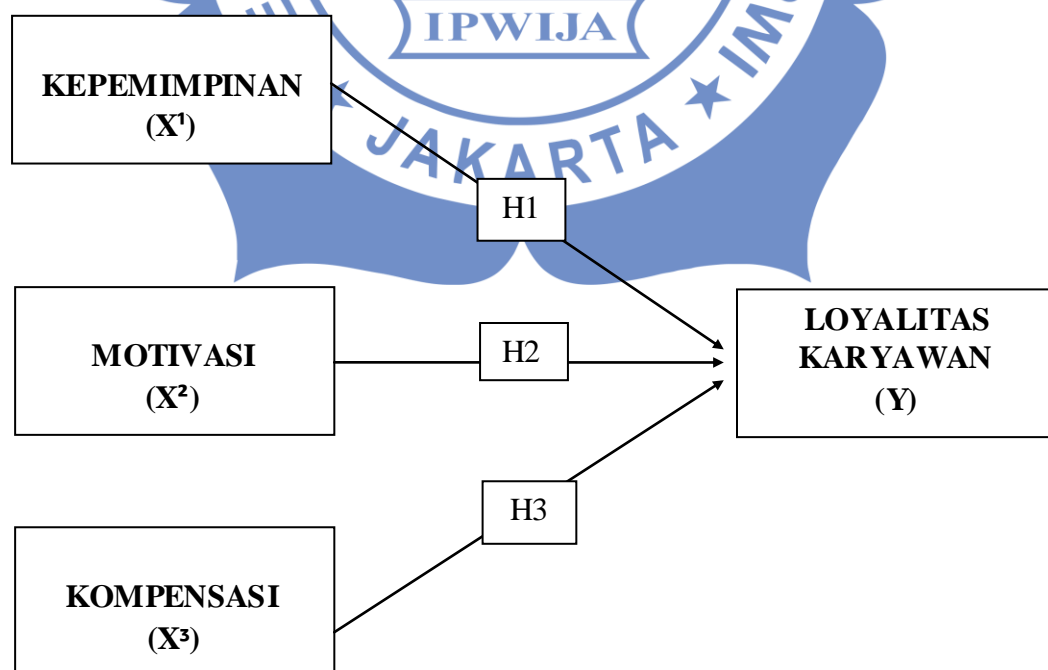 IPWIJA
JAKARTA
KEPEMIMPINAN
(X¹)
H1
MOTIVASI
(X²)
H2
LOYALITAS
KARYAWAN
(Y)
H3
KOMPENSASI
(X³)